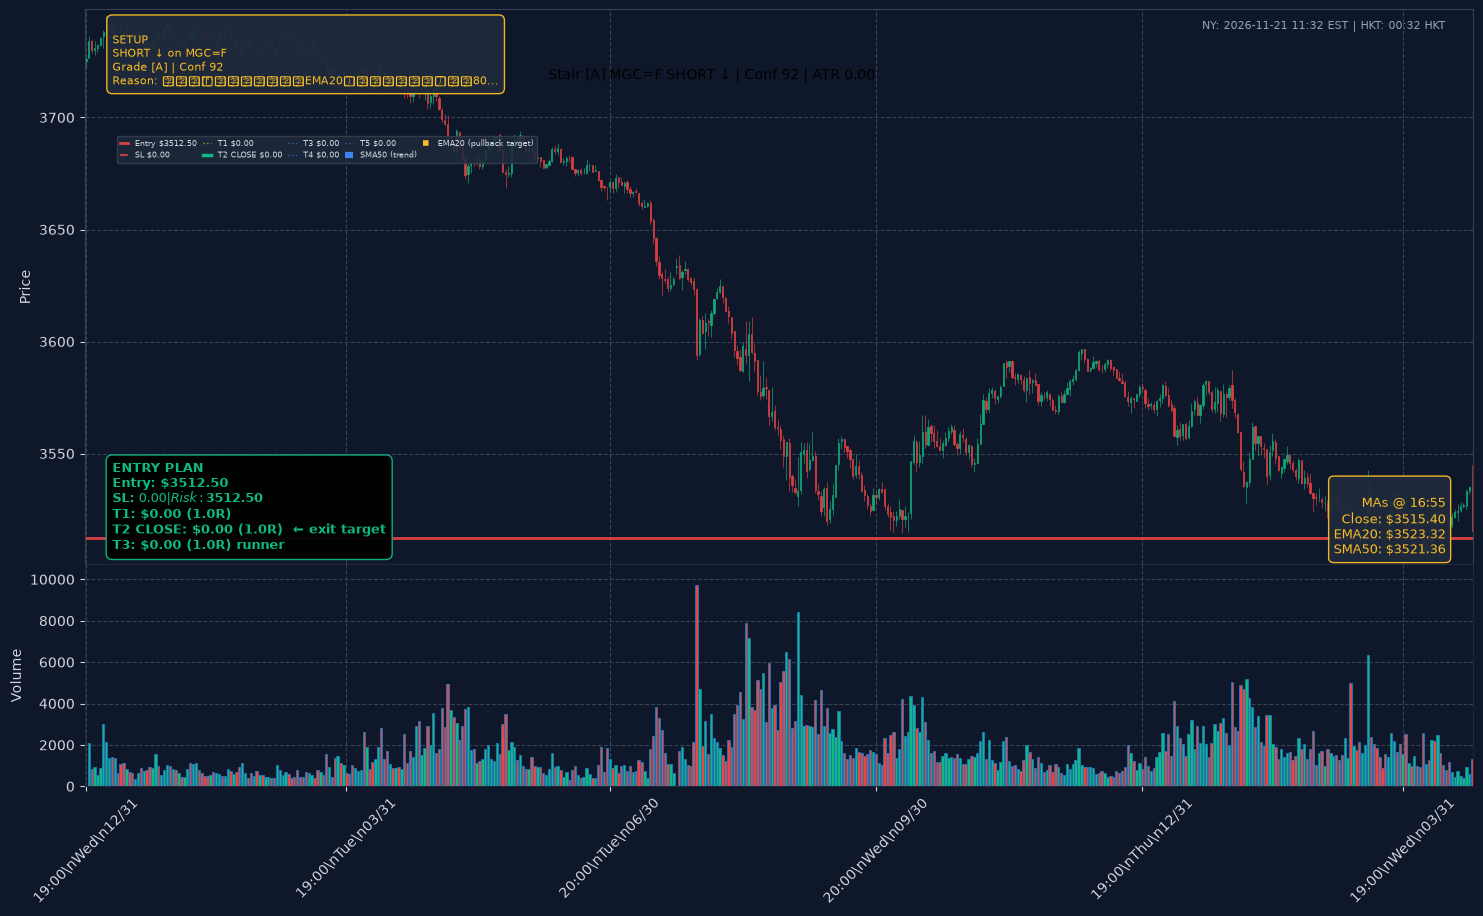 NY: 2026-11-21 11:32 EST | HKT: 00:32 HKT
SETUP
SHORT ↓ on MGC=F
Grade [A] | Conf 92
Reason: EMA20 80...
Stair [A] MGC=F SHORT ↓ | Conf 92 | ATR 0.00
Entry $3512.50
SL $0.00
T1 $0.00
T2 CLOSE $0.00
T3 $0.00
T4 $0.00
T5 $0.00
SMA50 (trend)
EMA20 (pullback target)
Price
3700
3650
3600
3550
ENTRY PLAN
Entry: $3512.50
SL: 0.00|Risk:3512.50
T1: $0.00 (1.0R)
T2 CLOSE: $0.00 (1.0R) ← exit target
T3: $0.00 (1.0R) runner
MAs @ 16:55
Close: $3515.40
EMA20: $3523.32
SMA50: $3521.36
Volume
10000
8000
6000
4000
2000
0
19:00\nWed\n12/31
19:00\nTue\n03/31
20:00\nTue\n06/30
20:00\nWed\n09/30
19:00\nThu\n12/31
19:00\nWed\n03/31